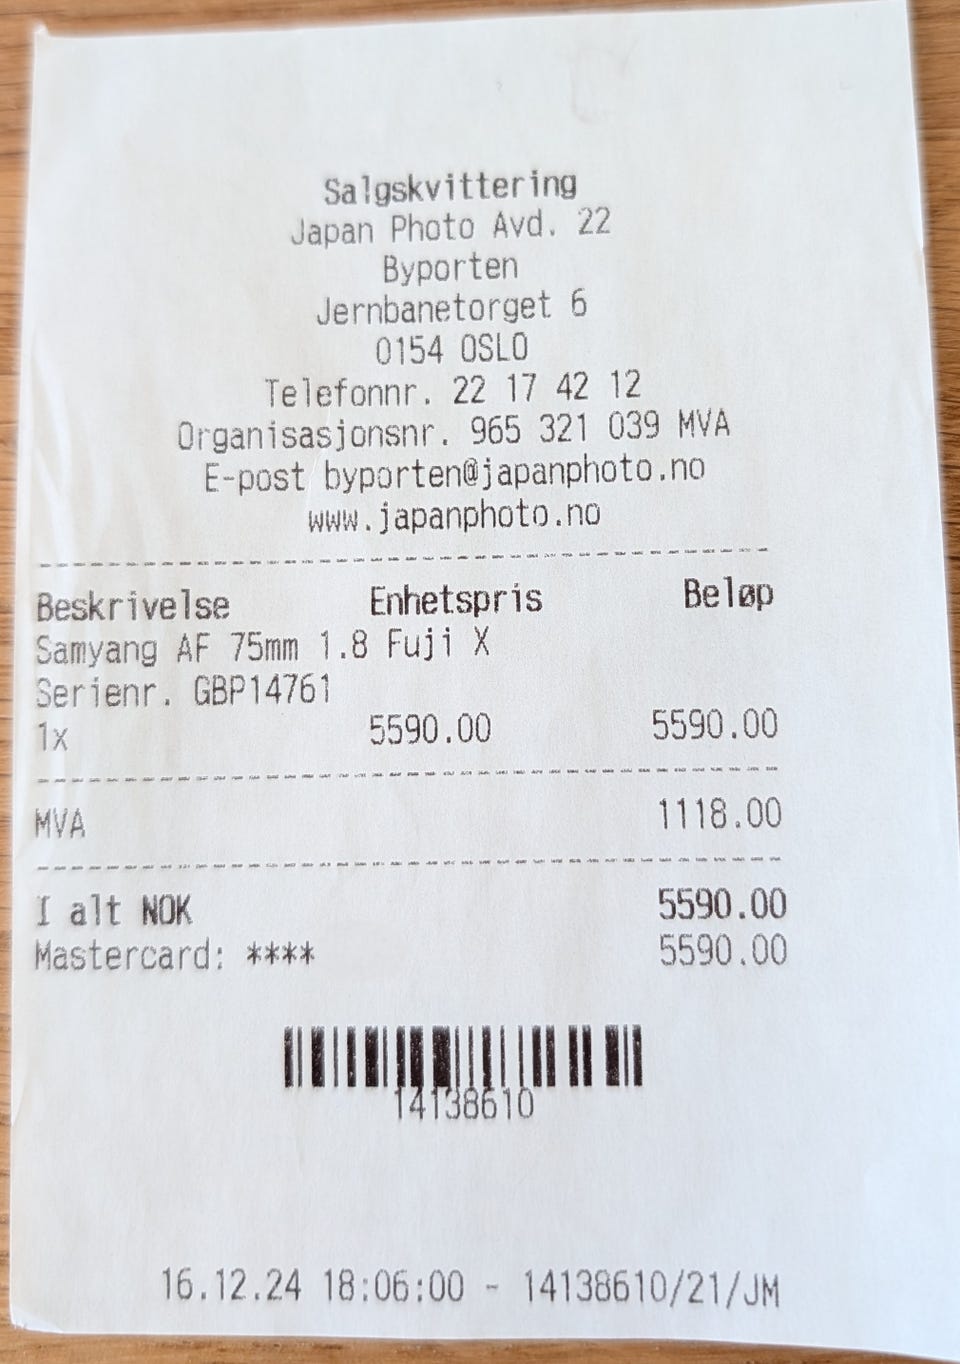 Salgskvittering
Japan Photo Avd. 22
Byporten
Jernbanetorget 6
0154 OSLO
Telefonnr. 22 17 42 12
Organisasjonsnr. 965 321 039 MVA
E-post byporten@japanphoto.no
www.japanphoto.no
Beskrivelse Enhetspris Beløp
Samyang AF 75mm 1.8 Fuji X
Serienr. GBP14761
1x 5590.00 5590.00
MVA 1118.00
I alt NOK 5590.00
Mastercard: **** 5590.00
14138610
16.12.24 18:06:00 - 14138610/21/JM